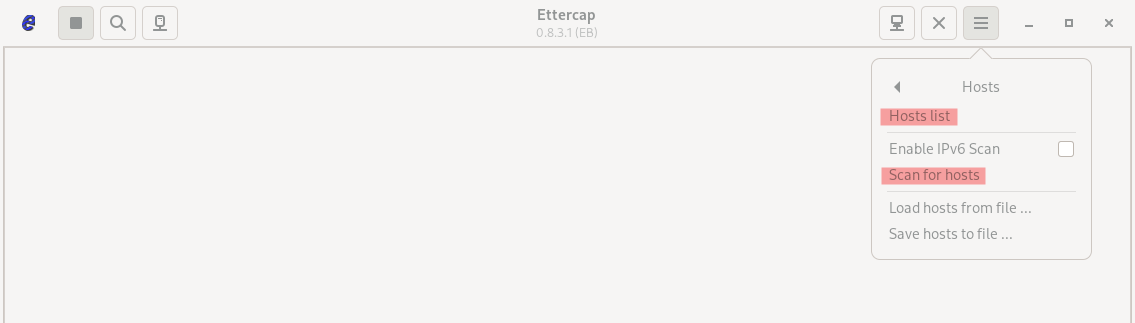 Ettercap
0.8.3.1 (EB)
Hosts
Hosts list
Enable IPv6 Scan
Scan for hosts
Load hosts from file ...
Save hosts to file ...